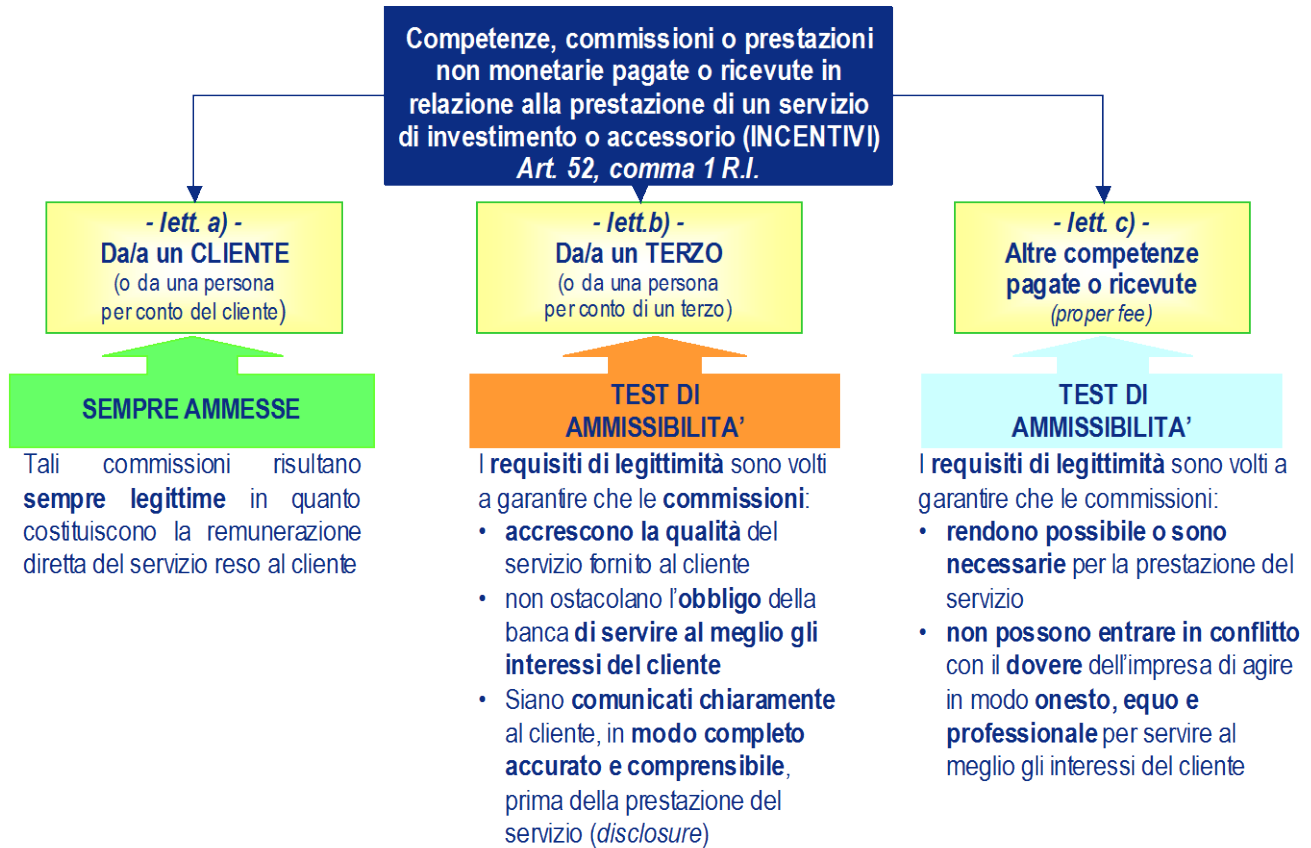 Competenze, commissioni o prestazioni
non monetarie pagate o ricevute in
relazione alla prestazione di un servizio
di investimento o accessorio (INCENTIVI)
Art. 52, comma 1 R.I.
- lett. a) -
Da/a un CLIENTE
(o da una persona
per conto del cliente)
SEMPRE AMMESSE
Tali commissioni risultano
sempre legittime in quanto
costituiscono la remunerazione
diretta del servizio reso al cliente
- lett.b) -
Da/a un TERZO
(o da una persona
per conto di un terzo)
TEST DI
AMMISSIBILITA’
I requisiti di legittimità sono volti
a garantire che le commissioni:
• accrescono la qualità del
servizio fornito al cliente
• non ostacolano l’obbligo della
banca di servire al meglio gli
interessi del cliente
• Siano comunicati chiaramente
al cliente, in modo completo
accurato e comprensibile,
prima della prestazione del
servizio (disclosure)
- lett. c) -
Altre competenze
pagate o ricevute
(proper fee)
TEST DI
AMMISSIBILITA’
I requisiti di legittimità sono volti a
garantire che le commissioni:
• rendono possibile o sono
necessarie per la prestazione del
servizio
• non possono entrare in conflitto
con il dovere dell’impresa di agire
in modo onesto, equo e
professionale per servire al
meglio gli interessi del cliente